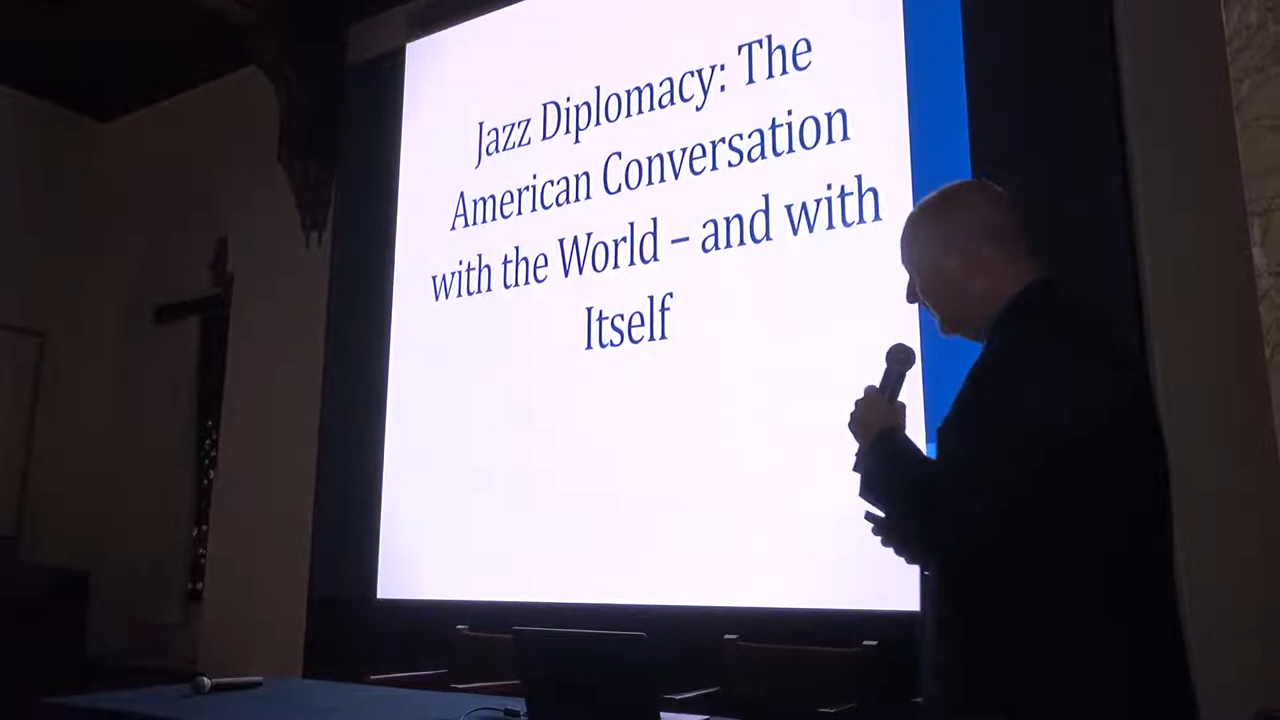 Jazz Diplomacy: The
American Conversation
with the World – and with
Itself